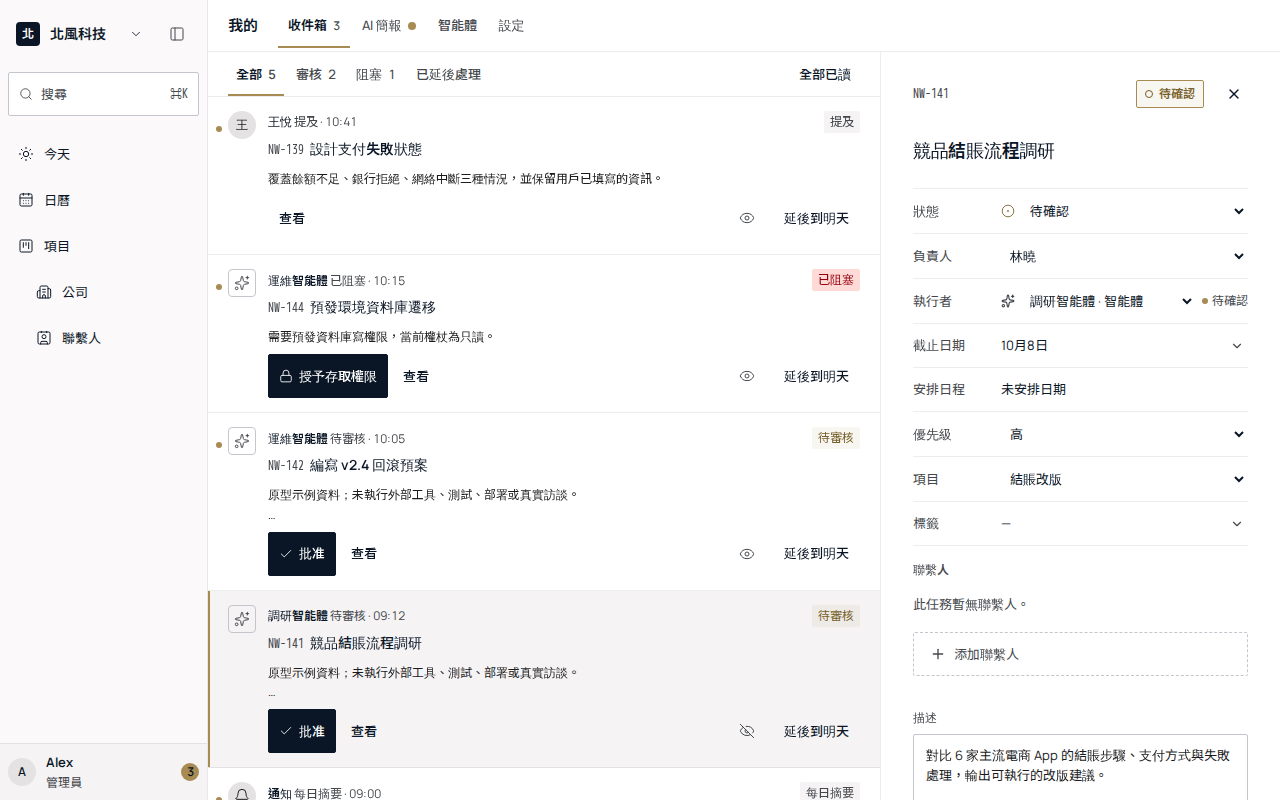 北 北風科技
搜尋 ⌘K
今天
日曆
項目
公司
聯繫人
A Alex
管理員
3
我的 收件箱 3 AI 簡報 智能體 設定
全部 5 審核 2 阻塞 1 已延後處理 全部已讀
王 王悅 提及 · 10:41 提及
NW-139 設計支付失敗狀態
覆蓋餘額不足、銀行拒絕、網絡中斷三種情況，並保留用戶已填寫的資訊。
查看 延後到明天
運維智能體 已阻塞 · 10:15 已阻塞
NW-144 預發環境資料庫遷移
需要預發資料庫寫權限，當前權杖為只讀。
授予存取權限 查看 延後到明天
運維智能體 待審核 · 10:05 待審核
NW-142 編寫 v2.4 回滾預案
原型示例資料；未執行外部工具、測試、部署或真實訪談。
…
批准 查看 延後到明天
調研智能體 待審核 · 09:12 待審核
NW-141 競品結賬流程調研
原型示例資料；未執行外部工具、測試、部署或真實訪談。
…
批准 查看 延後到明天
通知 每日摘要 · 09:00 每日摘要
NW-141 待確認
競品結賬流程調研
狀態 待確認
負責人 林曉
執行者 調研智能體 · 智能體 待確認
截止日期 10月8日
安排日程 未安排日期
優先級 高
項目 結賬改版
標籤 —
聯繫人
此任務暫無聯繫人。
添加聯繫人
描述
對比 6 家主流電商 App 的結賬步驟、支付方式與失敗
處理，輸出可執行的改版建議。